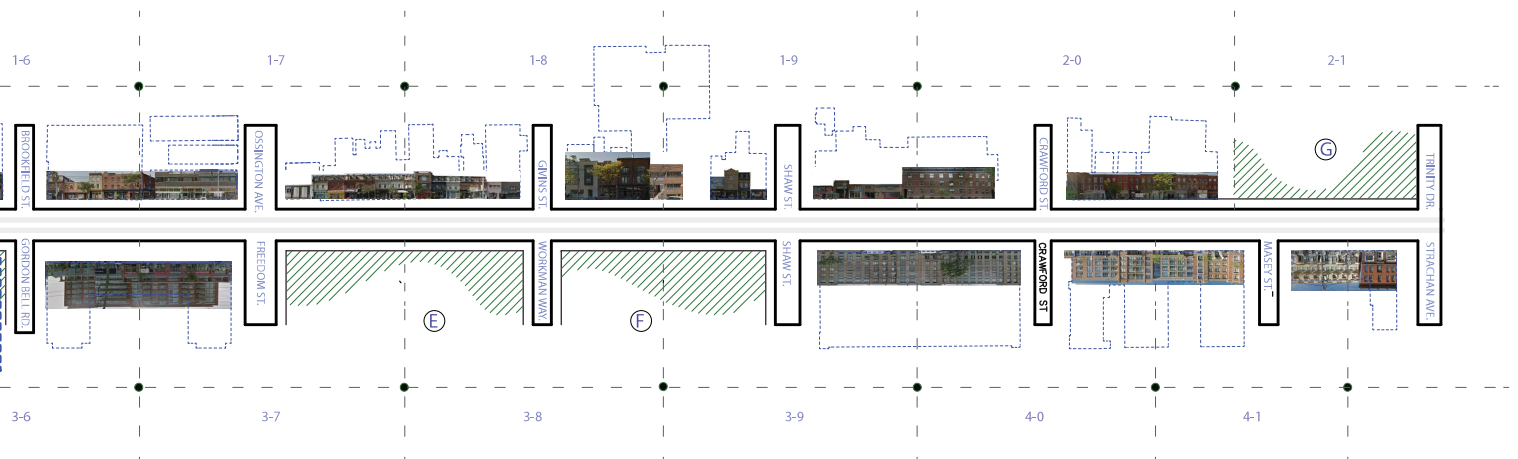 1-6
1-7
1-8
1-9
2-0
2-1
BROOKFIELD ST.
OSSINGTON AVE.
GIVINS ST.
SHAW ST.
CRAWFORD ST.
G
TRINITY DR.
GORDON BELL RD.
FREEDOM ST.
WORKMAN WAY.
SHAW ST.
CRAWFORD ST
MASEY ST.
STRACHAN AVE.
E
F
3-6
3-7
3-8
3-9
4-0
4-1